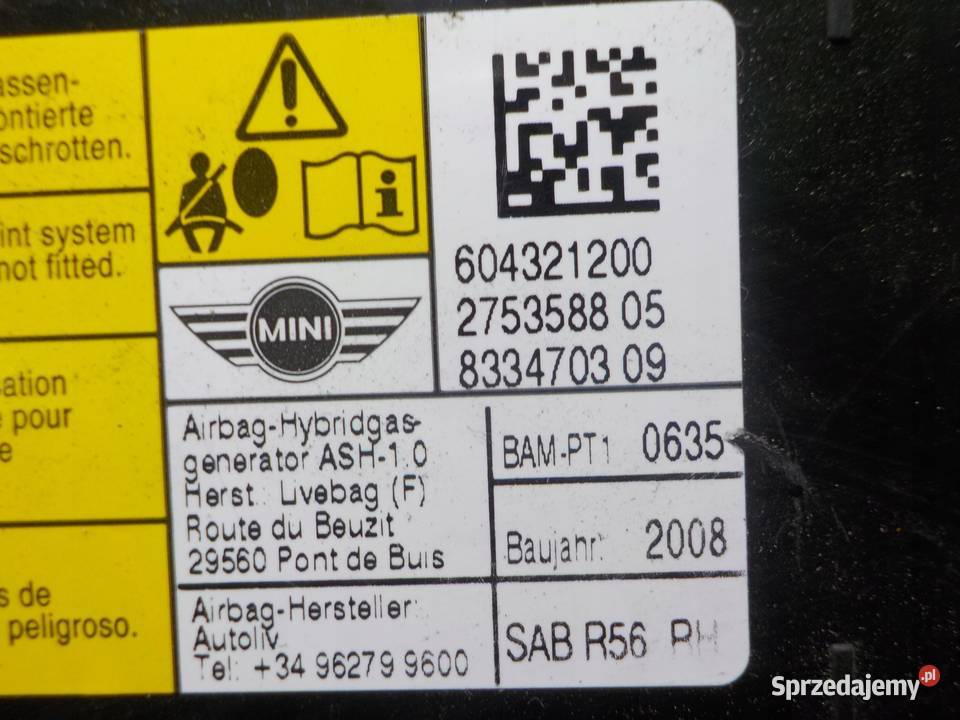 assen-
ontierte
schrotten.
int system
not fitted.
sation
e pour
e
s de
peligroso.
i
MINI
604321200
2753588 05
8334703 09
Airbag-Hybridgas-
generator ASH-1.0
Herst.: Livebag (F)
Route du Beuzit
29560 Pont de Buis
BAM-PT1 0635
Baujahr: 2008
Airbag-Hersteller:
Autoliv
Tel: +34 96279 9600
SAB R56 RH
Sprzedajemy.pl